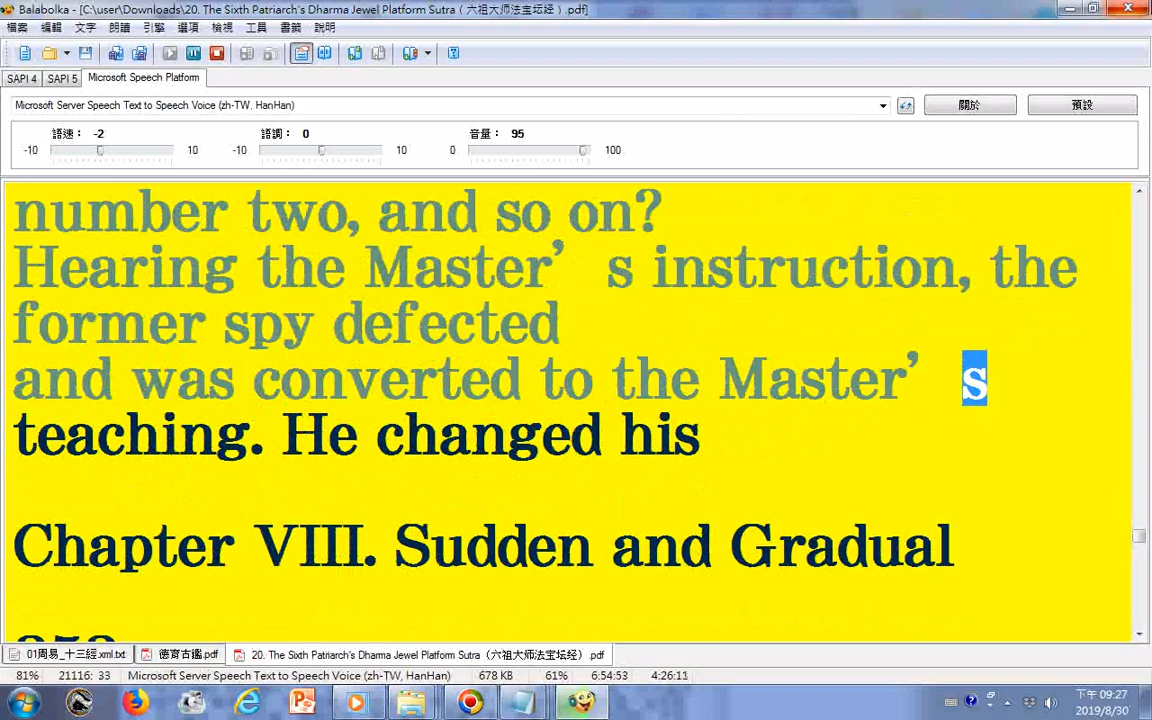 Balabolka - [C:\user\Downloads\20. The Sixth Patriarch's Dharma Jewel Platform Sutra（六祖大师法宝坛经）.pdf]
檔案 編輯 文字 朗讀 引擎 選項 檢視 工具 書籤 說明
SAPI 4 SAPI 5 Microsoft Speech Platform
Microsoft Server Speech Text to Speech Voice (zh-TW, HanHan) 關於 預設
語速： -2 語調： 0 音量： 95
-10 10 -10 10 0 100
number two, and so on?
Hearing the Master’ s instruction, the
former spy defected
and was converted to the Master’ s
teaching. He changed his
Chapter VIII. Sudden and Gradual
01周易_十三經.xml.txt 德育古鑑.pdf 20. The Sixth Patriarch's Dharma Jewel Platform Sutra（六祖大师法宝坛经）.pdf
81% 21116: 33 Microsoft Server Speech Text to Speech Voice (zh-TW, HanHan) 678 KB 61% 6:54:53 4:26:11
下午 09:27
2019/8/30